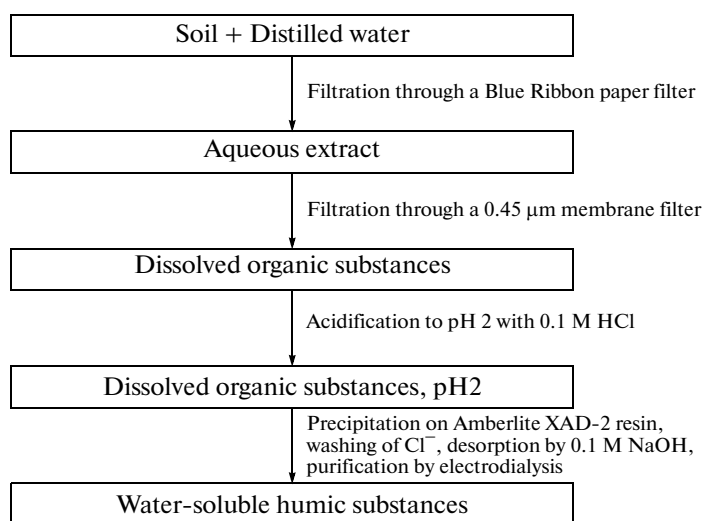 Soil + Distilled water
Filtration through a Blue Ribbon paper filter
Aqueous extract
Filtration through a 0.45 µm membrane filter
Dissolved organic substances
Acidification to pH 2 with 0.1 M HCl
Dissolved organic substances, pH2
Precipitation on Amberlite XAD-2 resin,
washing of Cl⁻, desorption by 0.1 M NaOH,
purification by electrodialysis
Water-soluble humic substances